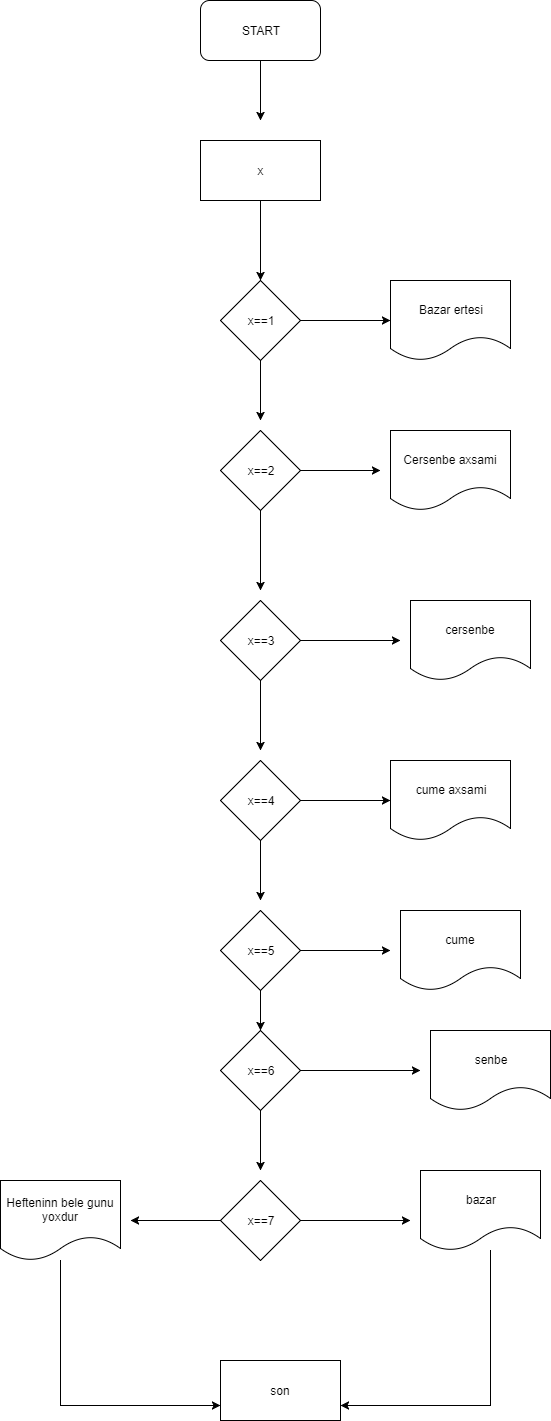 START
x
x==1
Bazar ertesi
x==2
Cersenbe axsami
x==3
cersenbe
x==4
cume axsami
x==5
cume
x==6
senbe
Hefteninn bele gunu
yoxdur
x==7
bazar
son